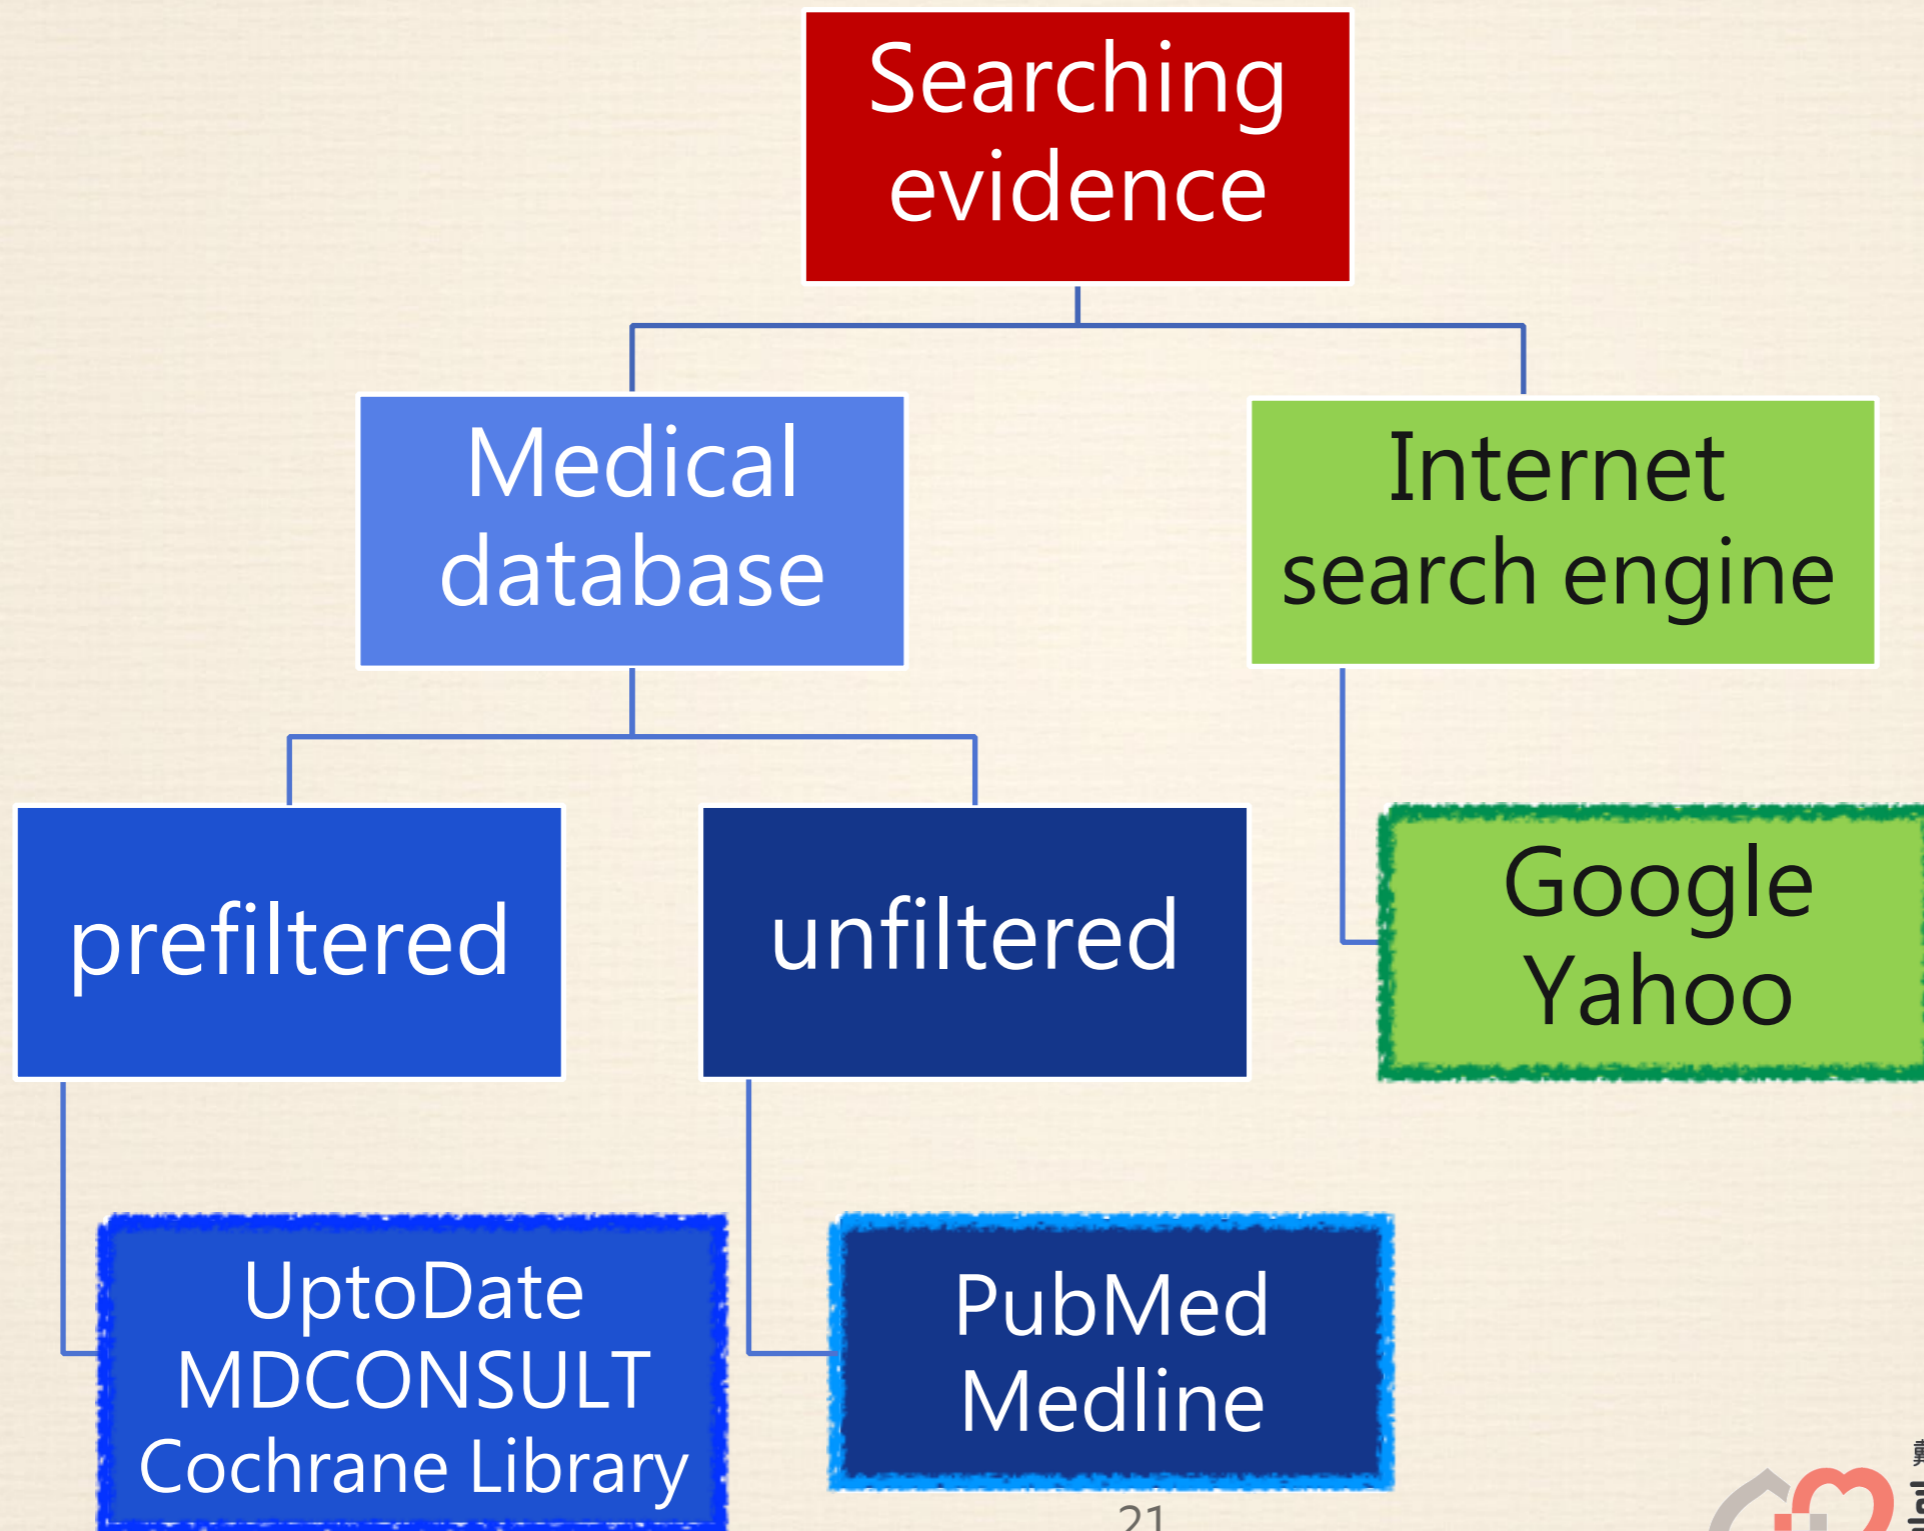 Searching
evidence
Medical
database
Internet
search engine
prefiltered
unfiltered
Google
Yahoo
UptoDate
MDCONSULT
Cochrane Library
PubMed
Medline
21